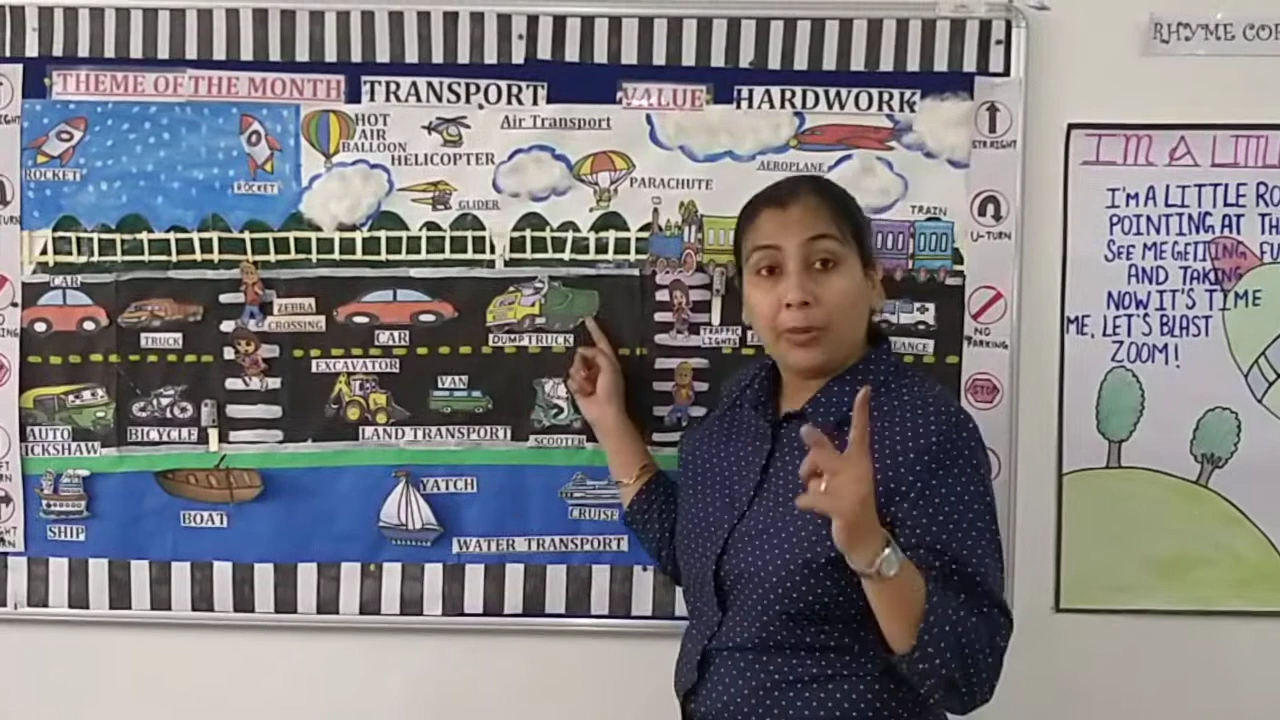 RHYME COR
THEME OF THE MONTH TRANSPORT VALUE HARDWORK
Air Transport
HOT
AIR
BALLOON
HELICOPTER
AEROPLANE
ROCKET
ROCKET
GLIDER
PARACHUTE
TRAIN
STRAIGHT
U-TURN
NO
PARKING
STOP
CAR
TRUCK
ZEBRA
CROSSING
CAR
DUMP TRUCK
TRAFFIC
LIGHTS
LANCE
EXCAVATOR
VAN
AUTO
ICKSHAW
BICYCLE
LAND TRANSPORT
SCOOTER
SHIP
BOAT
YATCH
CRUISE
WATER TRANSPORT
I'M A LITTL
I'M A LITTLE RO
POINTING AT TH
SEE ME GETTING FU
AND TAKING
NOW IT'S TIME
ME, LET'S BLAST
ZOOM!